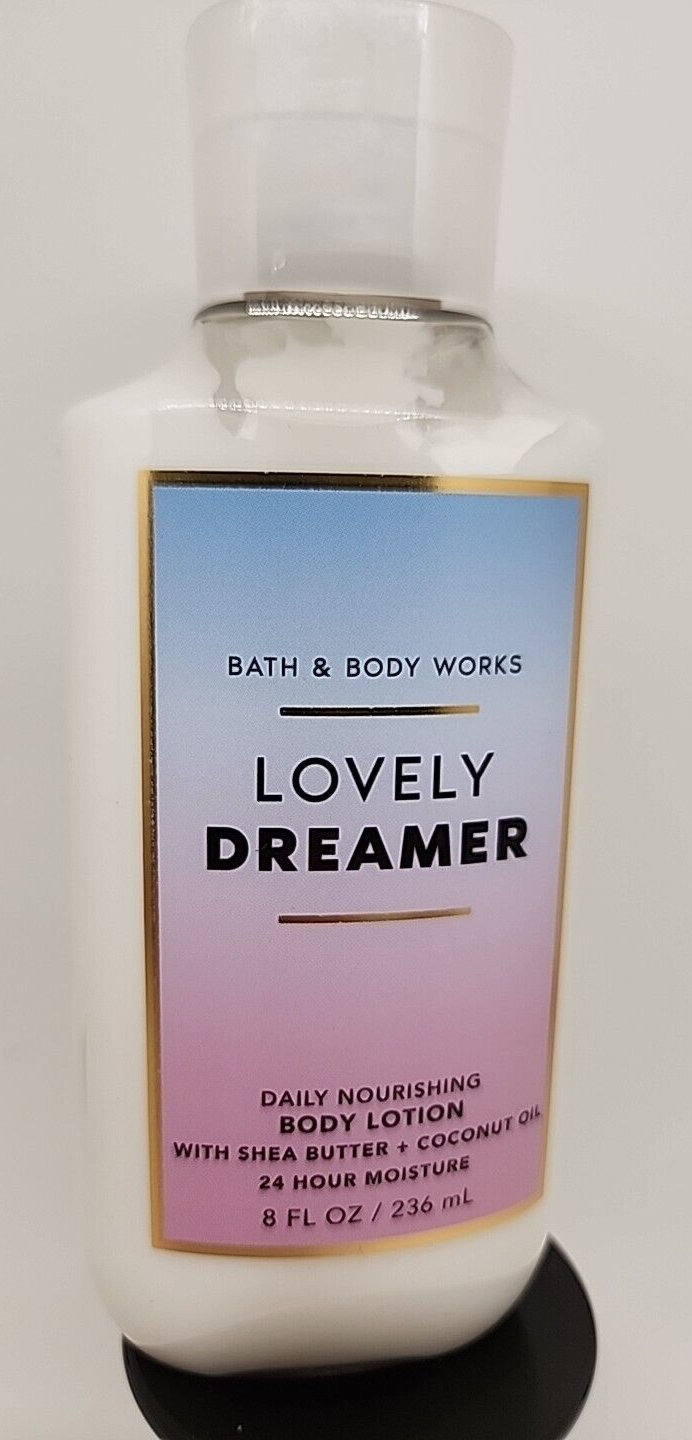 BATH & BODY WORKS
LOVELY
DREAMER
DAILY NOURISHING
BODY LOTION
WITH SHEA BUTTER + COCONUT OIL
24 HOUR MOISTURE
8 FL OZ / 236 mL